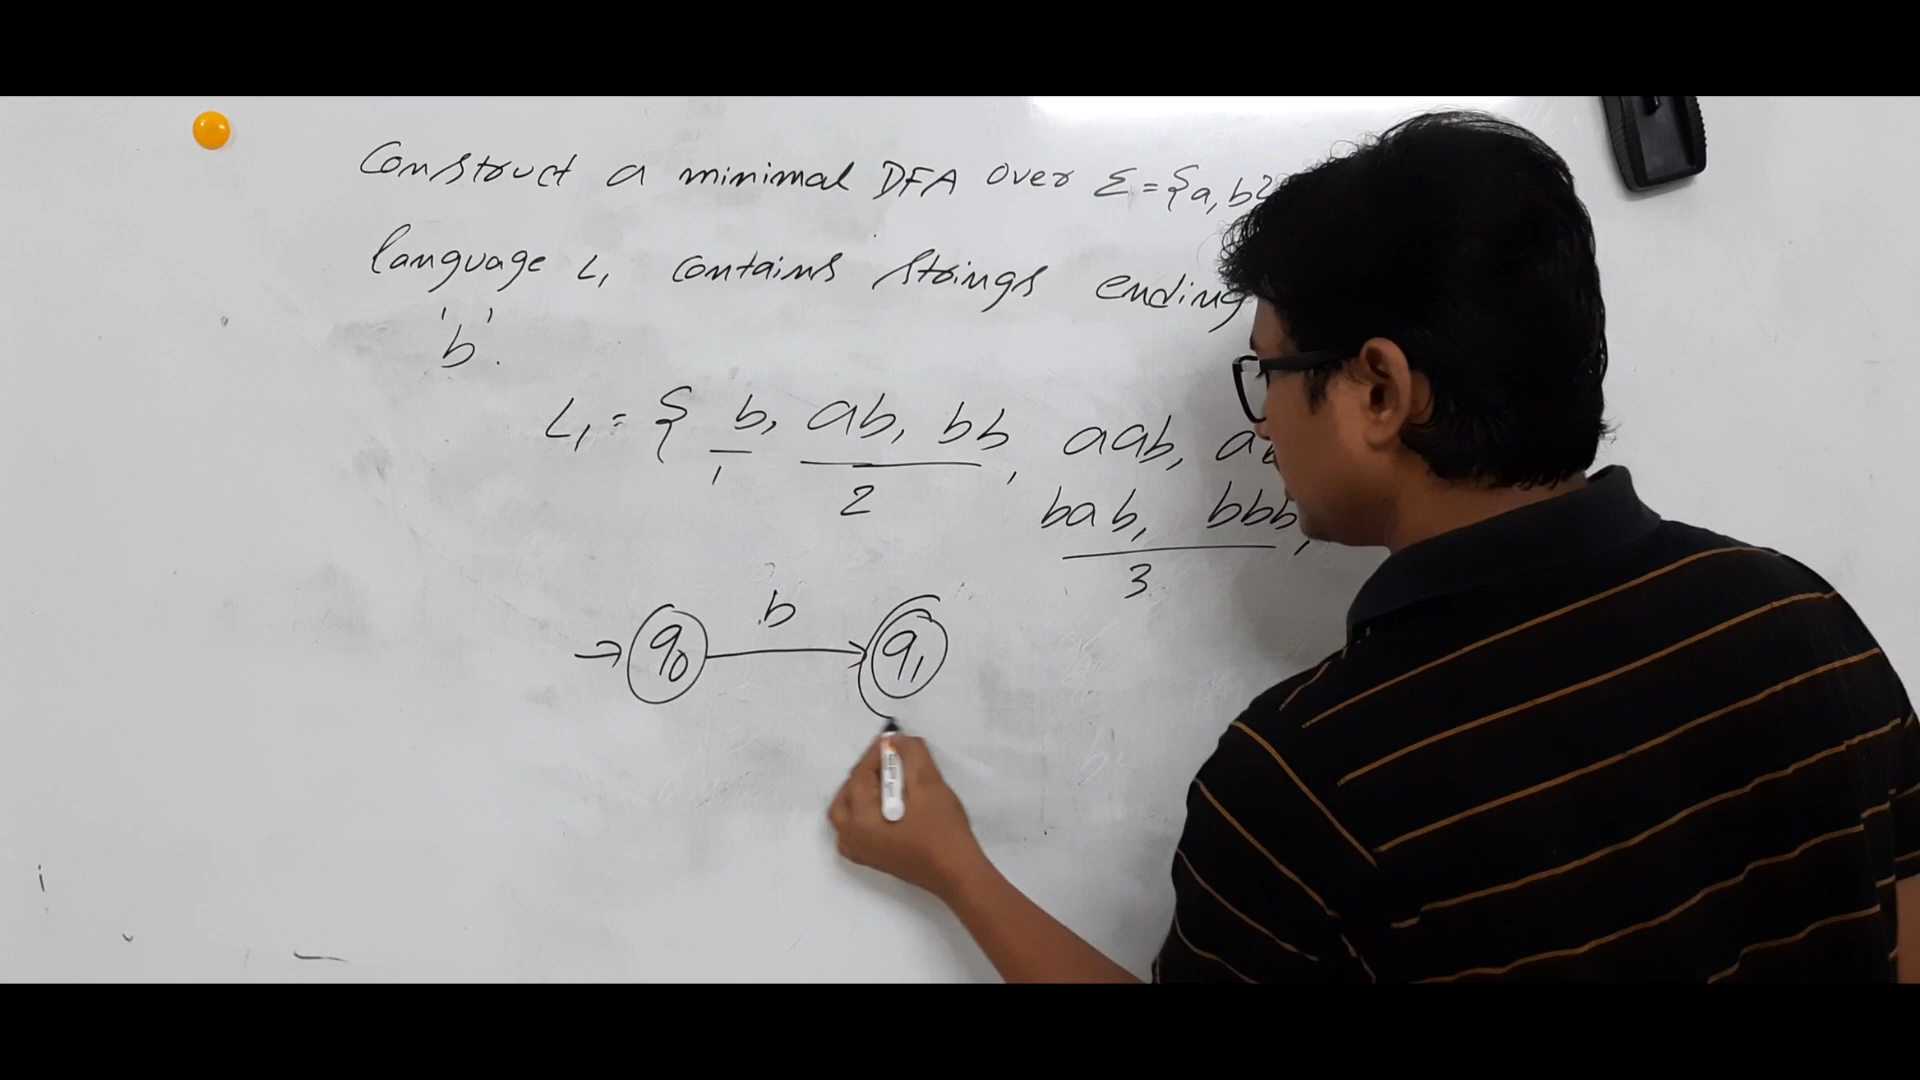 Construct a minimal DFA over Σ = {a, b}
language L₁ contains strings ending
'b'.
L₁ = { b, ab, bb, aab,
bab, bbb,
1 2 3
b
→ q₀ q₁